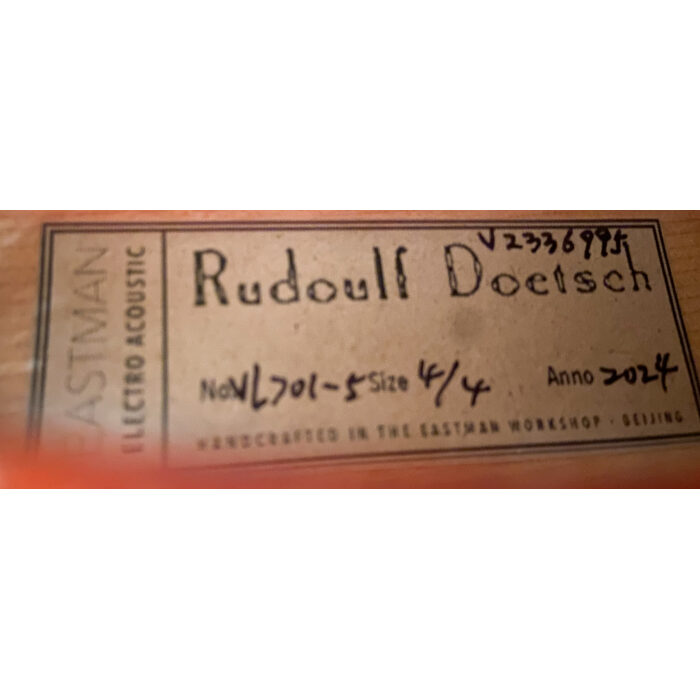 EASTMAN
ELECTRO ACOUSTIC
V2336995
Rudoulf Doetsch
No VL701-5 Size 4/4 Anno 2024
HANDCRAFTED IN THE EASTMAN WORKSHOP · BEIJING